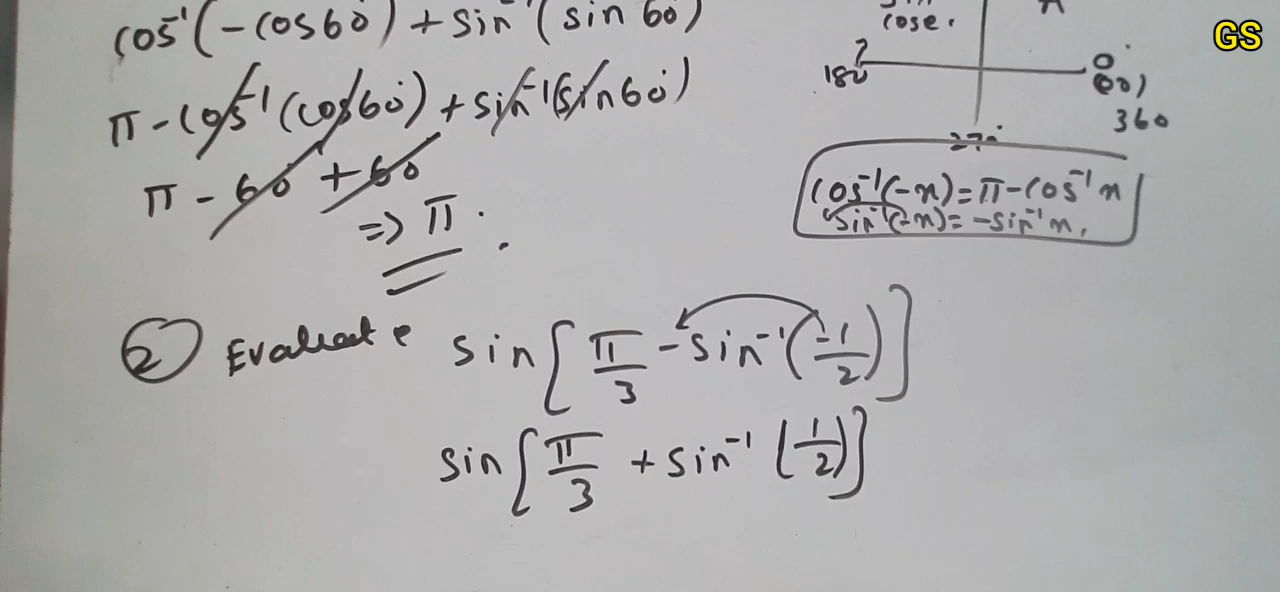 cos⁻¹(-cos60°) + sin⁻¹(sin 60°)
π - cos⁻¹(cos60°) + sin⁻¹(sin60°)
π - 60° + 60°
=> π.
cose.
180
0°
360
270°
cos⁻¹(-x) = π - cos⁻¹x
sin⁻¹(-x) = -sin⁻¹x,
② Evaluate sin[π/3 - sin⁻¹(-1/2)]
sin[π/3 + sin⁻¹(1/2)]
GS